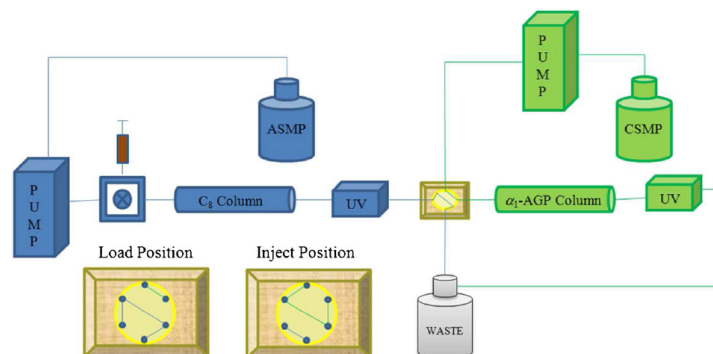 PUMP
ASMP
CSMP
PUMP
C₈ Column
UV
α₁-AGP Column
UV
Load Position
Inject Position
WASTE